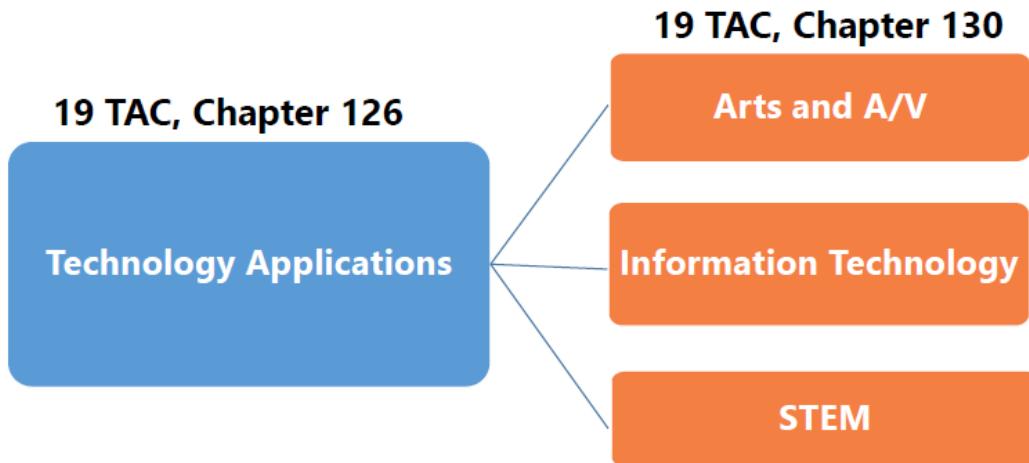 19 TAC, Chapter 126
Technology Applications
19 TAC, Chapter 130
Arts and A/V
Information Technology
STEM